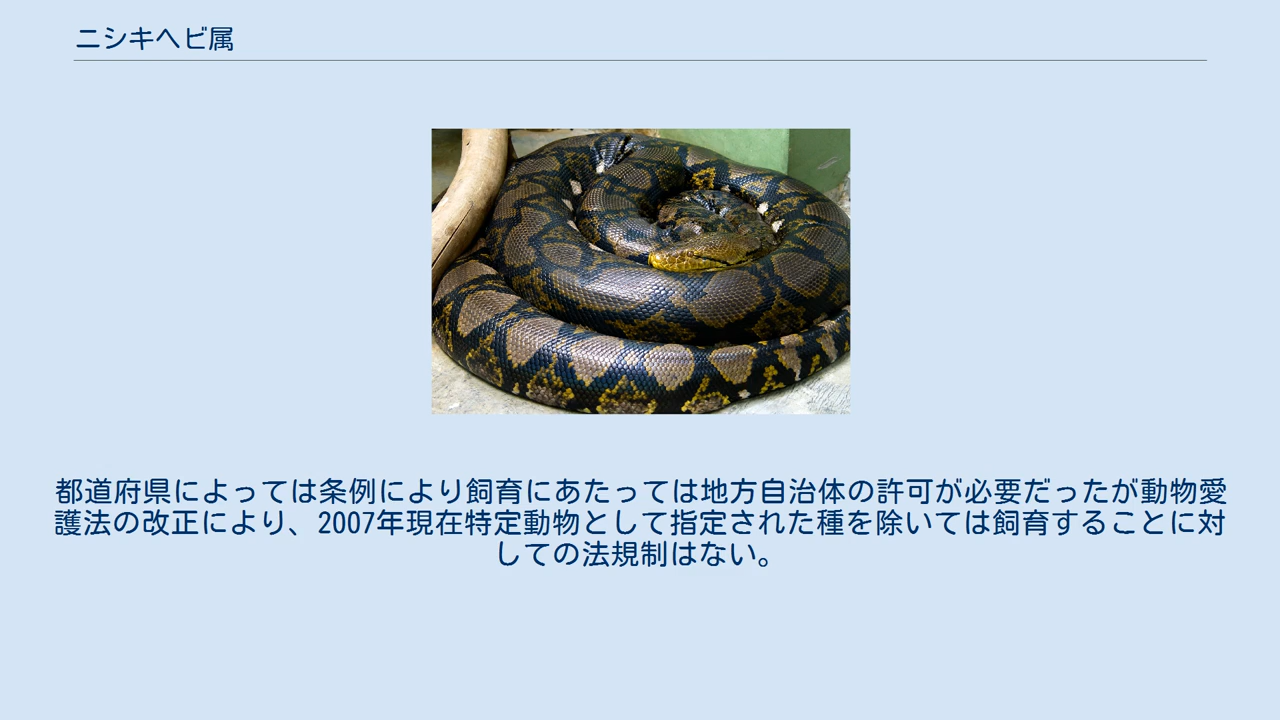 ニシキヘビ属
都道府県によっては条例により飼育にあたっては地方自治体の許可が必要だったが動物愛
護法の改正により、2007年現在特定動物として指定された種を除いては飼育することに対
しての法規制はない。